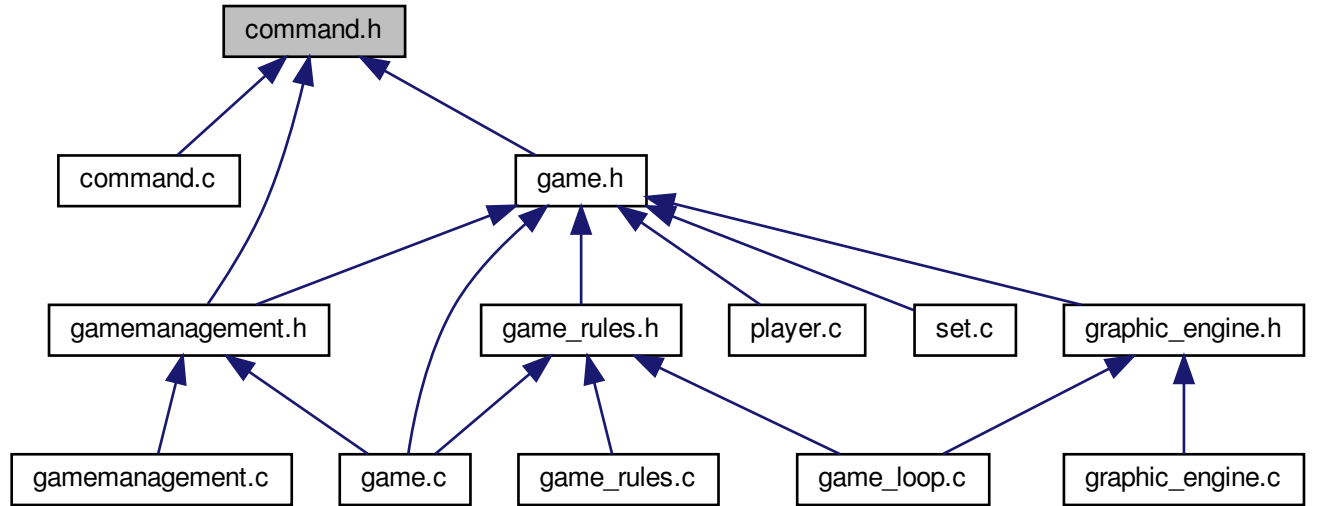 command.h
command.c
game.h
gamemanagement.h
game_rules.h
player.c
set.c
graphic_engine.h
gamemanagement.c
game.c
game_rules.c
game_loop.c
graphic_engine.c